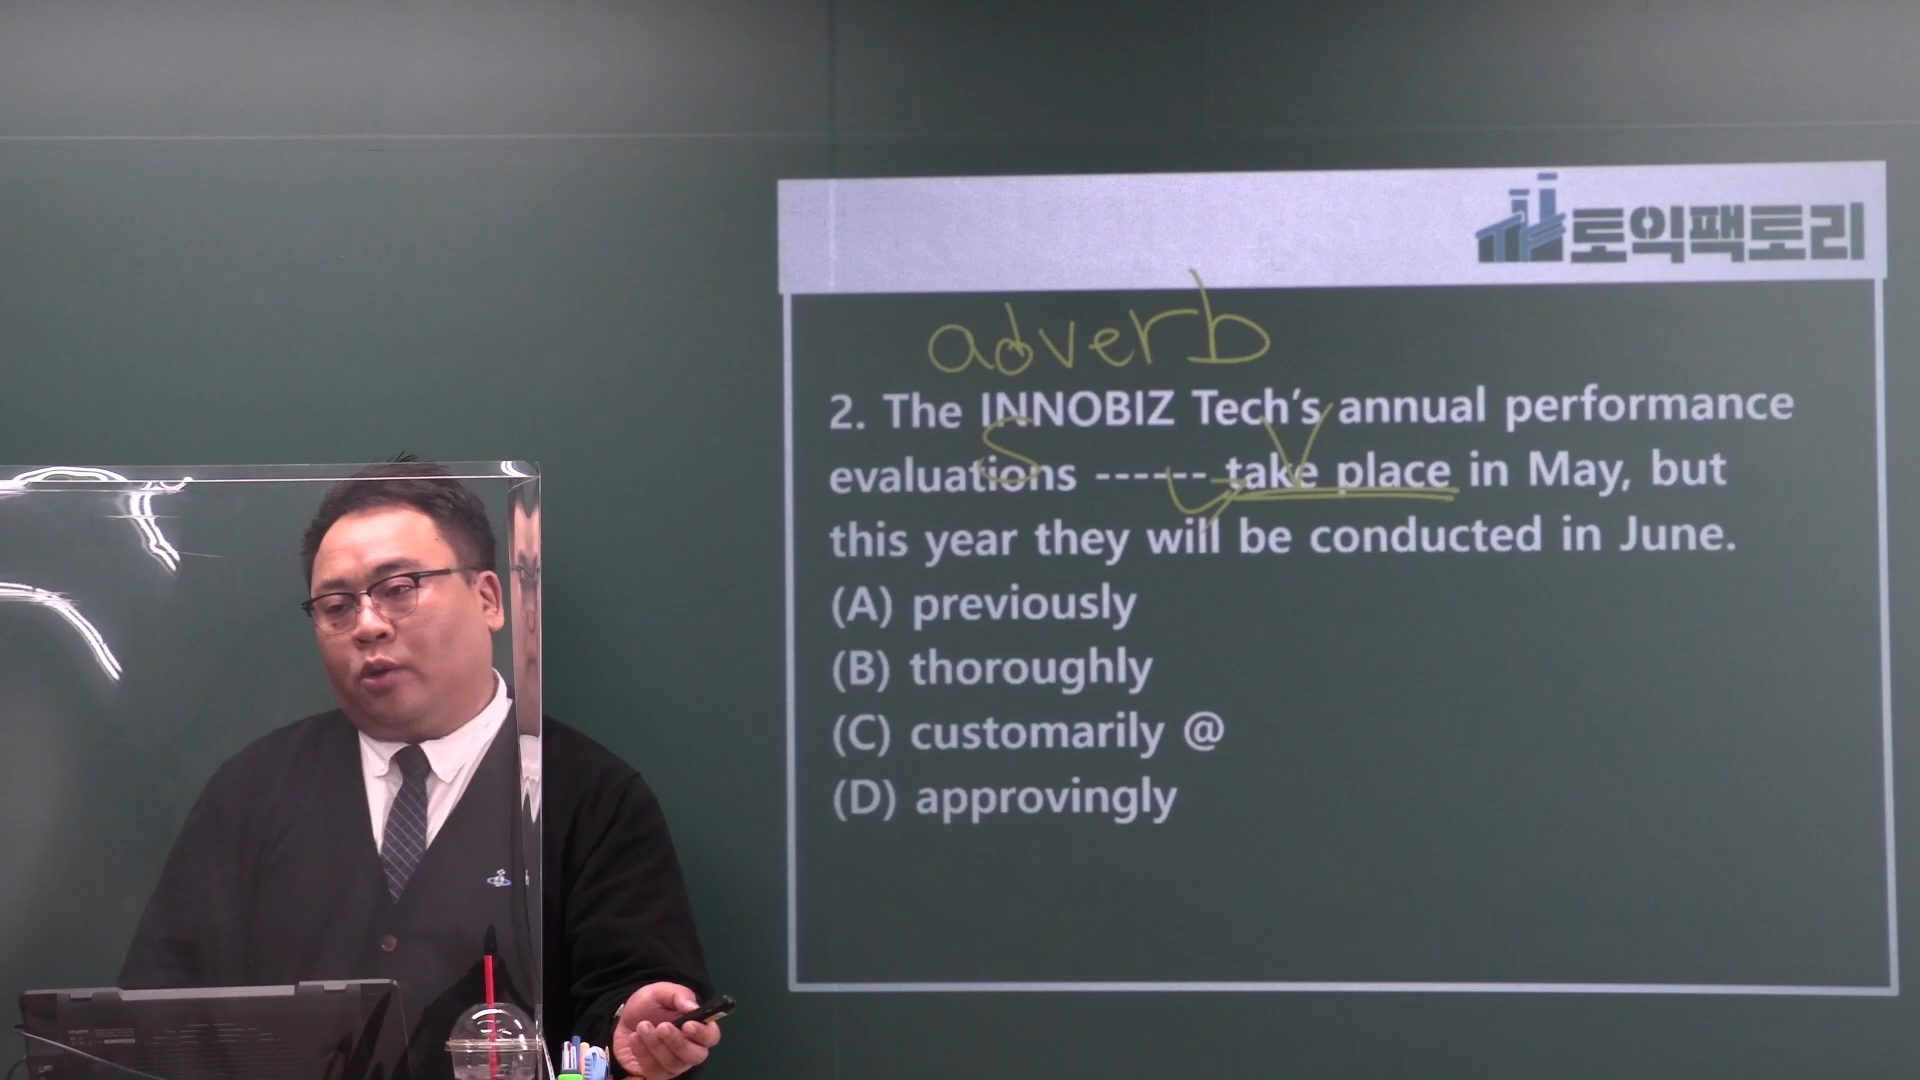 토익팩토리
adverb
2. The INNOBIZ Tech's annual performance
S V
evaluations ------ take place in May, but
this year they will be conducted in June.
(A) previously
(B) thoroughly
(C) customarily @
(D) approvingly